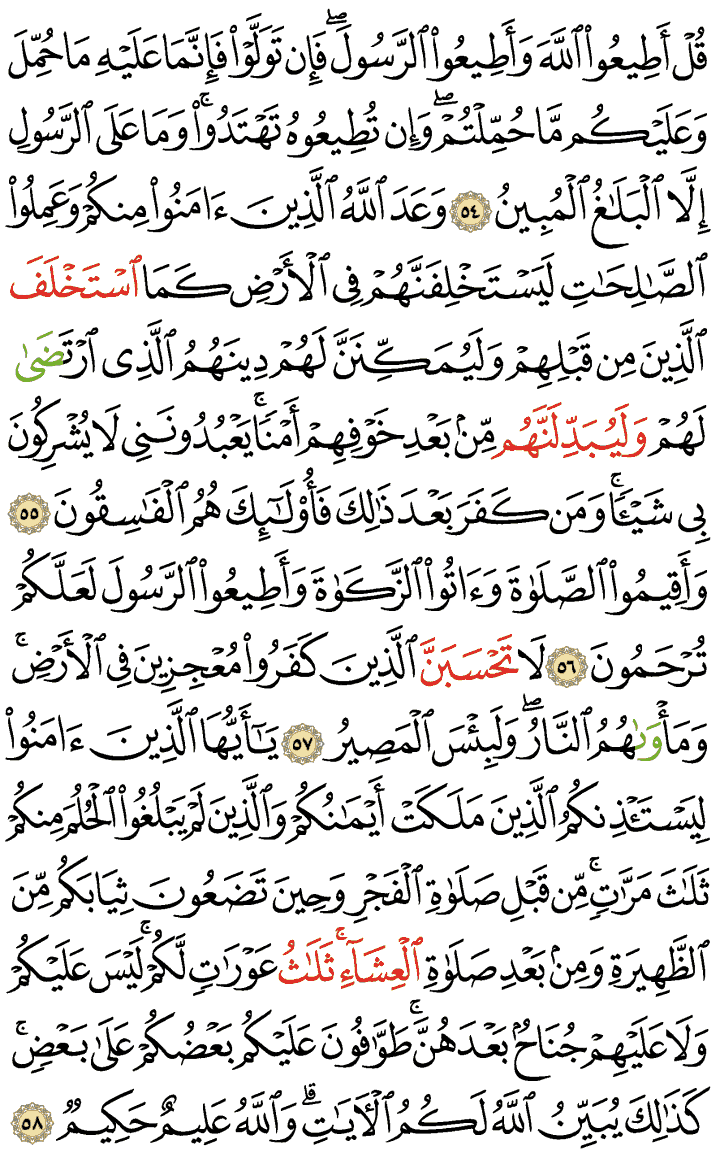 قُلْ أَطِيعُوا۟ ٱللَّهَ وَأَطِيعُوا۟ ٱلرَّسُولَ ۖ فَإِن تَوَلَّوْا۟ فَإِنَّمَا عَلَيْهِ مَا حُمِّلَ
وَعَلَيْكُم مَّا حُمِّلْتُمْ ۖ وَإِن تُطِيعُوهُ تَهْتَدُوا۟ ۚ وَمَا عَلَى ٱلرَّسُولِ
إِلَّا ٱلْبَلَٰغُ ٱلْمُبِينُ ٥٤ وَعَدَ ٱللَّهُ ٱلَّذِينَ ءَامَنُوا۟ مِنكُمْ وَعَمِلُوا۟
ٱلصَّٰلِحَٰتِ لَيَسْتَخْلِفَنَّهُمْ فِى ٱلْأَرْضِ كَمَا ٱسْتَخْلَفَ
ٱلَّذِينَ مِن قَبْلِهِمْ وَلَيُمَكِّنَنَّ لَهُمْ دِينَهُمُ ٱلَّذِى ٱرْتَضَىٰ
لَهُمْ وَلَيُبَدِّلَنَّهُم مِّنۢ بَعْدِ خَوْفِهِمْ أَمْنًا ۚ يَعْبُدُونَنِى لَا يُشْرِكُونَ
بِى شَيْـًٔا ۚ وَمَن كَفَرَ بَعْدَ ذَٰلِكَ فَأُو۟لَٰٓئِكَ هُمُ ٱلْفَٰسِقُونَ ٥٥
وَأَقِيمُوا۟ ٱلصَّلَوٰةَ وَءَاتُوا۟ ٱلزَّكَوٰةَ وَأَطِيعُوا۟ ٱلرَّسُولَ لَعَلَّكُمْ
تُرْحَمُونَ ٥٦ لَا تَحْسَبَنَّ ٱلَّذِينَ كَفَرُوا۟ مُعْجِزِينَ فِى ٱلْأَرْضِ ۚ
وَمَأْوَىٰهُمُ ٱلنَّارُ ۖ وَلَبِئْسَ ٱلْمَصِيرُ ٥٧ يَٰٓأَيُّهَا ٱلَّذِينَ ءَامَنُوا۟
لِيَسْتَـْٔذِنكُمُ ٱلَّذِينَ مَلَكَتْ أَيْمَٰنُكُمْ وَٱلَّذِينَ لَمْ يَبْلُغُوا۟ ٱلْحُلُمَ مِنكُمْ
ثَلَٰثَ مَرَّٰتٍ ۚ مِّن قَبْلِ صَلَوٰةِ ٱلْفَجْرِ وَحِينَ تَضَعُونَ ثِيَابَكُم مِّنَ
ٱلظَّهِيرَةِ وَمِنۢ بَعْدِ صَلَوٰةِ ٱلْعِشَآءِ ۚ ثَلَٰثُ عَوْرَٰتٍ لَّكُمْ ۚ لَيْسَ عَلَيْكُمْ
وَلَا عَلَيْهِمْ جُنَاحٌۢ بَعْدَهُنَّ ۚ طَوَّٰفُونَ عَلَيْكُم بَعْضُكُمْ عَلَىٰ بَعْضٍ ۚ
كَذَٰلِكَ يُبَيِّنُ ٱللَّهُ لَكُمُ ٱلْءَايَٰتِ ۗ وَٱللَّهُ عَلِيمٌ حَكِيمٌ ٥٨